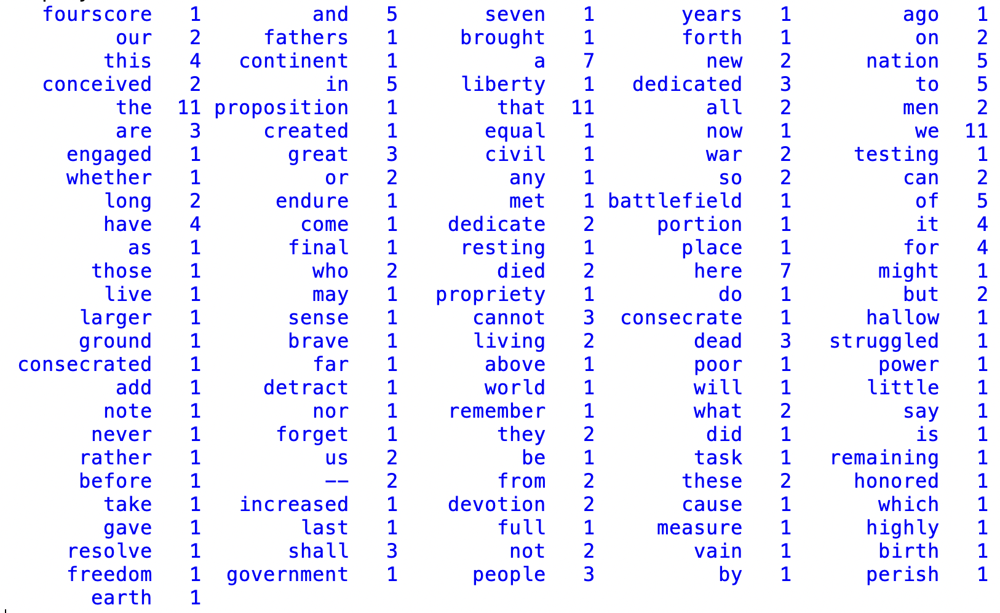 fourscore 1 and 5 seven 1 years 1 ago 1
our 2 fathers 1 brought 1 forth 1 on 2
this 4 continent 1 a 7 new 2 nation 5
conceived 2 in 5 liberty 1 dedicated 3 to 5
the 11 proposition 1 that 11 all 2 men 2
are 3 created 1 equal 1 now 1 we 11
engaged 1 great 3 civil 1 war 2 testing 1
whether 1 or 2 any 1 so 2 can 2
long 2 endure 1 met 1 battlefield 1 of 5
have 4 come 1 dedicate 2 portion 1 it 4
as 1 final 1 resting 1 place 1 for 4
those 1 who 2 died 2 here 7 might 1
live 1 may 1 propriety 1 do 1 but 2
larger 1 sense 1 cannot 3 consecrate 1 hallow 1
ground 1 brave 1 living 2 dead 3 struggled 1
consecrated 1 far 1 above 1 poor 1 power 1
add 1 detract 1 world 1 will 1 little 1
note 1 nor 1 remember 1 what 2 say 1
never 1 forget 1 they 2 did 1 is 1
rather 1 us 2 be 1 task 1 remaining 1
before 1 -- 2 from 2 these 2 honored 1
take 1 increased 1 devotion 2 cause 1 which 1
gave 1 last 1 full 1 measure 1 highly 1
resolve 1 shall 3 not 2 vain 1 birth 1
freedom 1 government 1 people 3 by 1 perish 1
earth 1